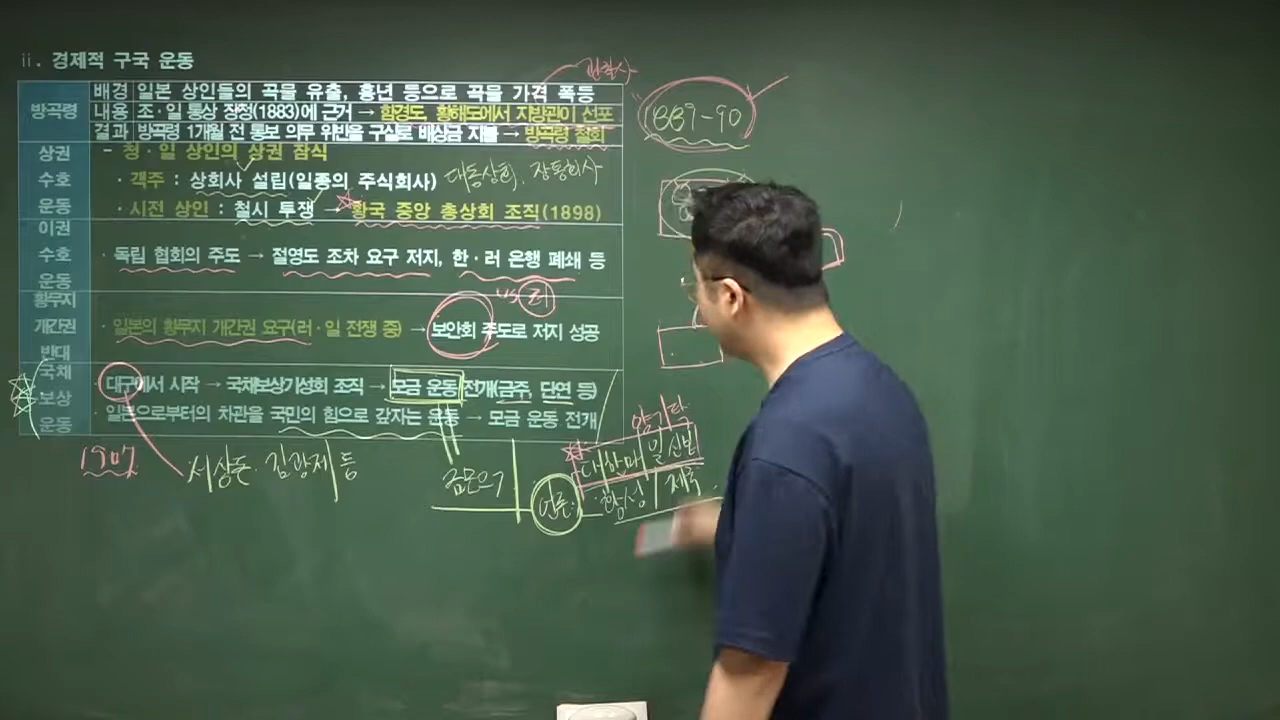 ii. 경제적 구국 운동
관찰사
방곡령
배경 일본 상인들의 곡물 유출, 흉년 등으로 곡물 가격 폭등
내용 조·일 통상 장정(1883)에 근거 → 함경도, 황해도에서 지방관이 선포
결과 방곡령 1개월 전 통보 의무 위반을 구실로 배상금 지불 → 방곡령 철회
1889-90
상권
수호
운동
- 청·일 상인의 상권 잠식
· 객주 : 상회사 설립(일종의 주식회사) 대동상회, 장통회사
· 시전 상인 : 철시 투쟁 → 황국 중앙 총상회 조직(1898)
이권
수호
운동
· 독립 협회의 주도 → 절영도 조차 요구 저지, 한·러 은행 폐쇄 등
황무지
개간권
반대
VS 일
· 일본의 황무지 개간권 요구(러·일 전쟁 중) → 보안회 주도로 저지 성공
국채
보상
운동
· 대구에서 시작 → 국채보상기성회 조직 → 모금 운동 전개(금주, 단연 등)
· 일본으로부터의 차관을 국민의 힘으로 갚자는 운동 → 모금 운동 전개
1907
서상돈. 김광제 등
양기탁
대한매일신보
언론:
황성/제국